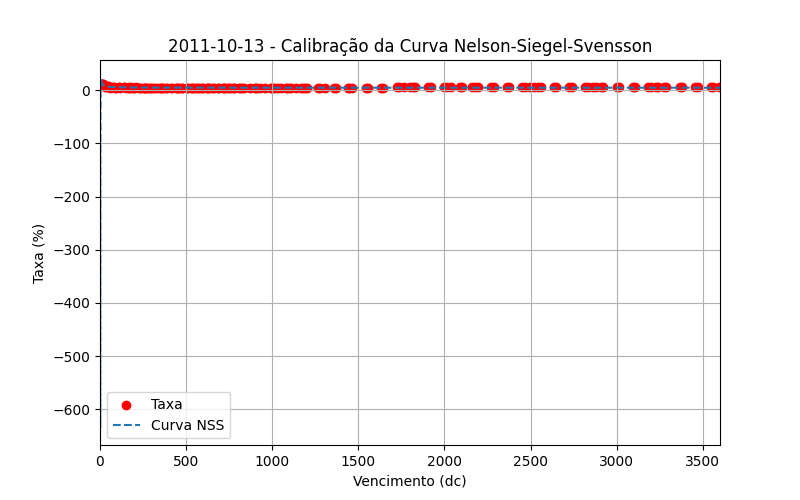 2011-10-13 - Calibração da Curva Nelson-Siegel-Svensson
Taxa (%)
0
−100
−200
−300
−400
−500
−600
Taxa
Curva NSS
0 500 1000 1500 2000 2500 3000 3500
Vencimento (dc)